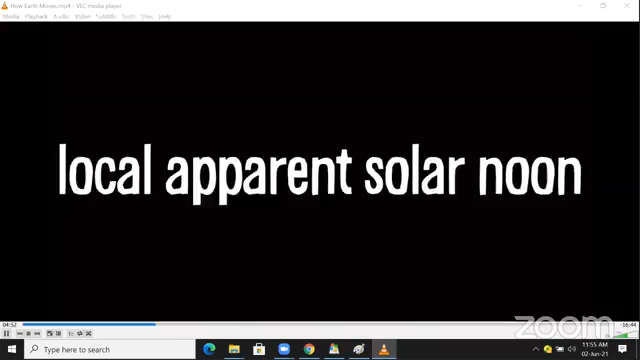 How Earth Moves.mp4 - VLC media player
Media Playback Audio Video Subtitle Tools View Help
local apparent solar noon
04:52
-16:44
zoom
Type here to search
11:55 AM
02-Jun-21